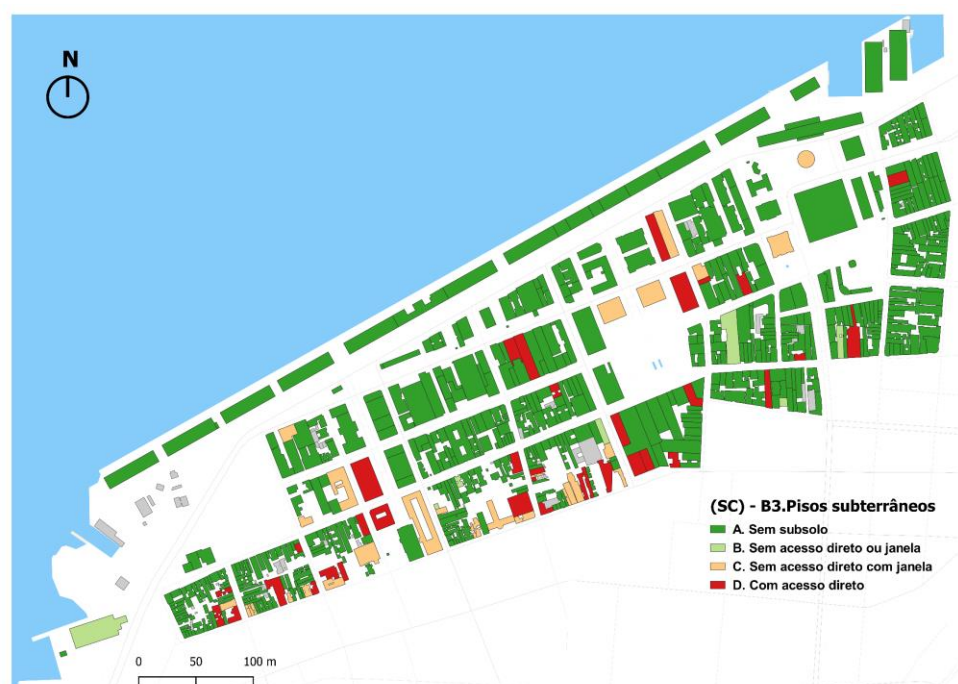 N
(SC) - B3.Pisos subterrâneos
A. Sem subsolo
B. Sem acesso direto ou janela
C. Sem acesso direto com janela
D. Com acesso direto
0 50 100 m